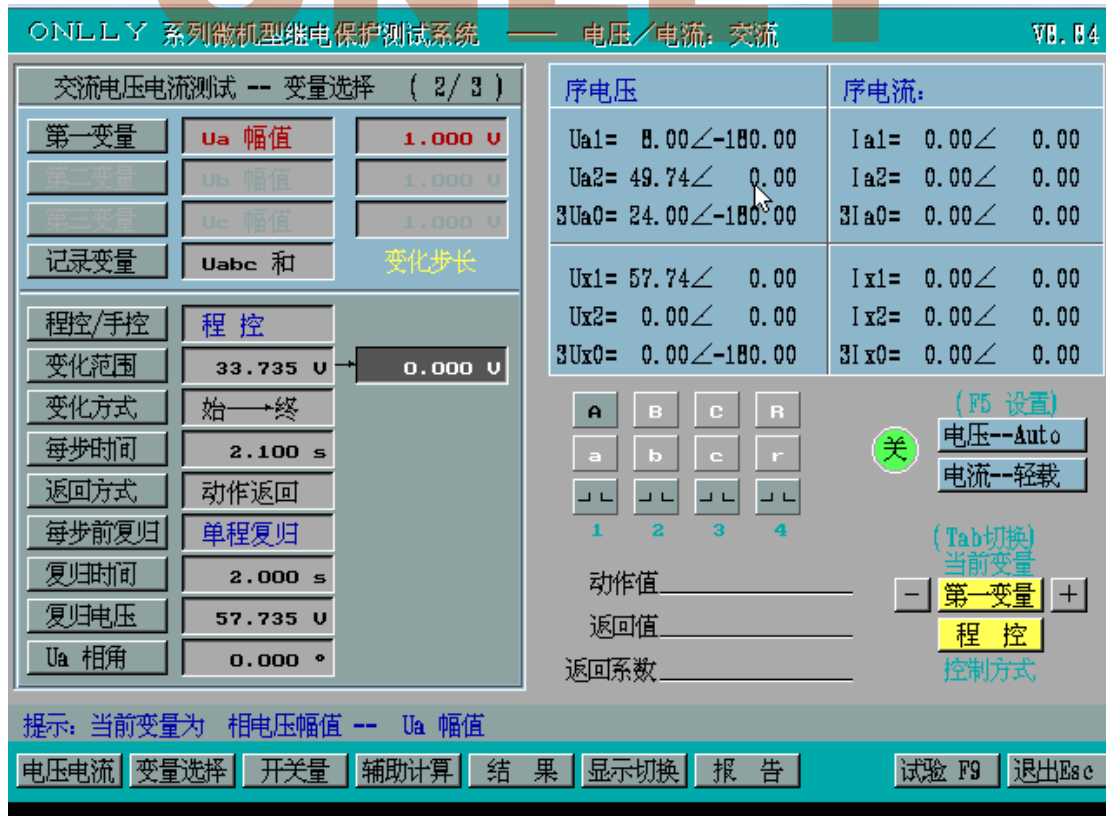 ONLLY 系列微机型继电保护测试系统 —— 电压/电流: 交流 V8.84
交流电压电流测试 -- 变量选择 ( 2/ 3 )
第一变量 Ua 幅值 1.000 V
第二变量 Ub 幅值 1.000 V
第三变量 Uc 幅值 1.000 V
记录变量 Uabc 和 变化步长
程控/手控 程 控
变化范围 33.735 V → 0.000 V
变化方式 始──→终
每步时间 2.100 s
返回方式 动作返回
每步前复归 单程复归
复归时间 2.000 s
复归电压 57.735 V
Ua 相角 0.000 °
序电压 序电流:
Ua1= 8.00∠-180.00 Ia1= 0.00∠ 0.00
Ua2= 49.74∠ 0.00 Ia2= 0.00∠ 0.00
3Ua0= 24.00∠-180.00 3Ia0= 0.00∠ 0.00
Ux1= 57.74∠ 0.00 Ix1= 0.00∠ 0.00
Ux2= 0.00∠ 0.00 Ix2= 0.00∠ 0.00
3Ux0= 0.00∠-180.00 3Ix0= 0.00∠ 0.00
A B C R
a b c r
1 2 3 4
关
(F5 设置)
电压--Auto
电流--轻载
(Tab切换)
当前变量
- 第一变量 +
程 控
控制方式
动作值
返回值
返回系数
提示: 当前变量为 相电压幅值 -- Ua 幅值
电压电流 变量选择 开关量 辅助计算 结 果 显示切换 报 告 试验 F9 退出Esc